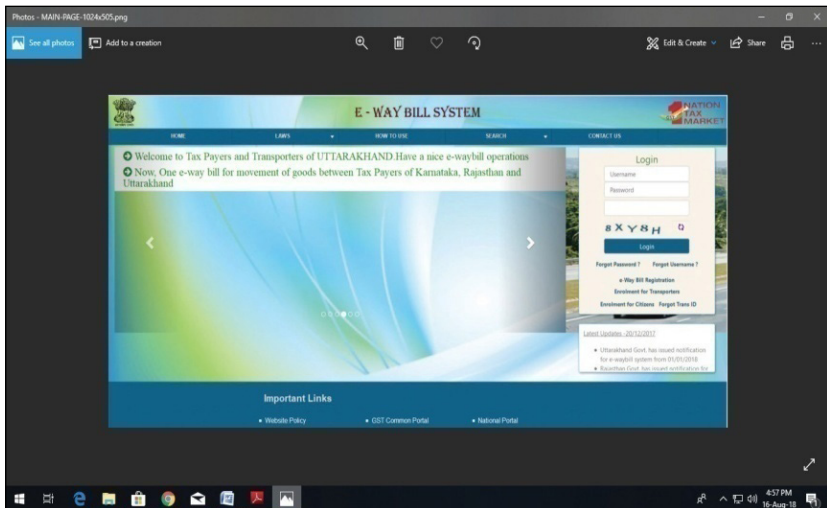 Photos - MAIN-PAGE-1024x505.png
See all photos
Add to a creation
Edit & Create
Share
E - WAY BILL SYSTEM
NATION
TAX
MARKET
HOME
LAWS
HOW TO USE
SEARCH
CONTACT US
Welcome to Tax Payers and Transporters of UTTARAKHAND.Have a nice e-waybill operations
Now, One e-way bill for movement of goods between Tax Payers of Karnataka, Rajasthan and
Uttarakhand
Login
Username
Password
8XY8H
Login
Forgot Password ? Forgot Username ?
e-Way Bill Registration
Enrolment for Transporters
Enrolment for Citizens Forgot Trans ID
Latest Updates -20/12/2017
Uttarakhand Govt. has issued notification
for e-waybill system from 01/01/2018
Rajasthan Govt. has issued notification for
Important Links
Website Policy
GST Common Portal
National Portal
4:57 PM
16-Aug-18